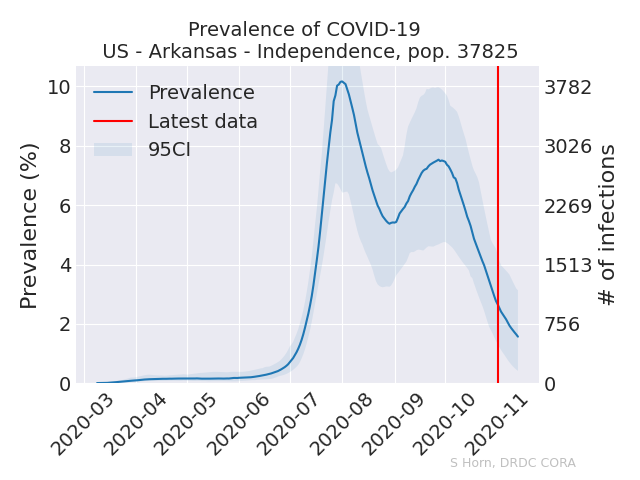 Prevalence of COVID-19
US - Arkansas - Independence, pop. 37825
Prevalence
Latest data
95CI
Prevalence (%)
10
8
6
4
2
0
3782
3026
2269
1513
756
0
# of infections
2020-03
2020-04
2020-05
2020-06
2020-07
2020-08
2020-09
2020-10
2020-11
S Horn, DRDC CORA